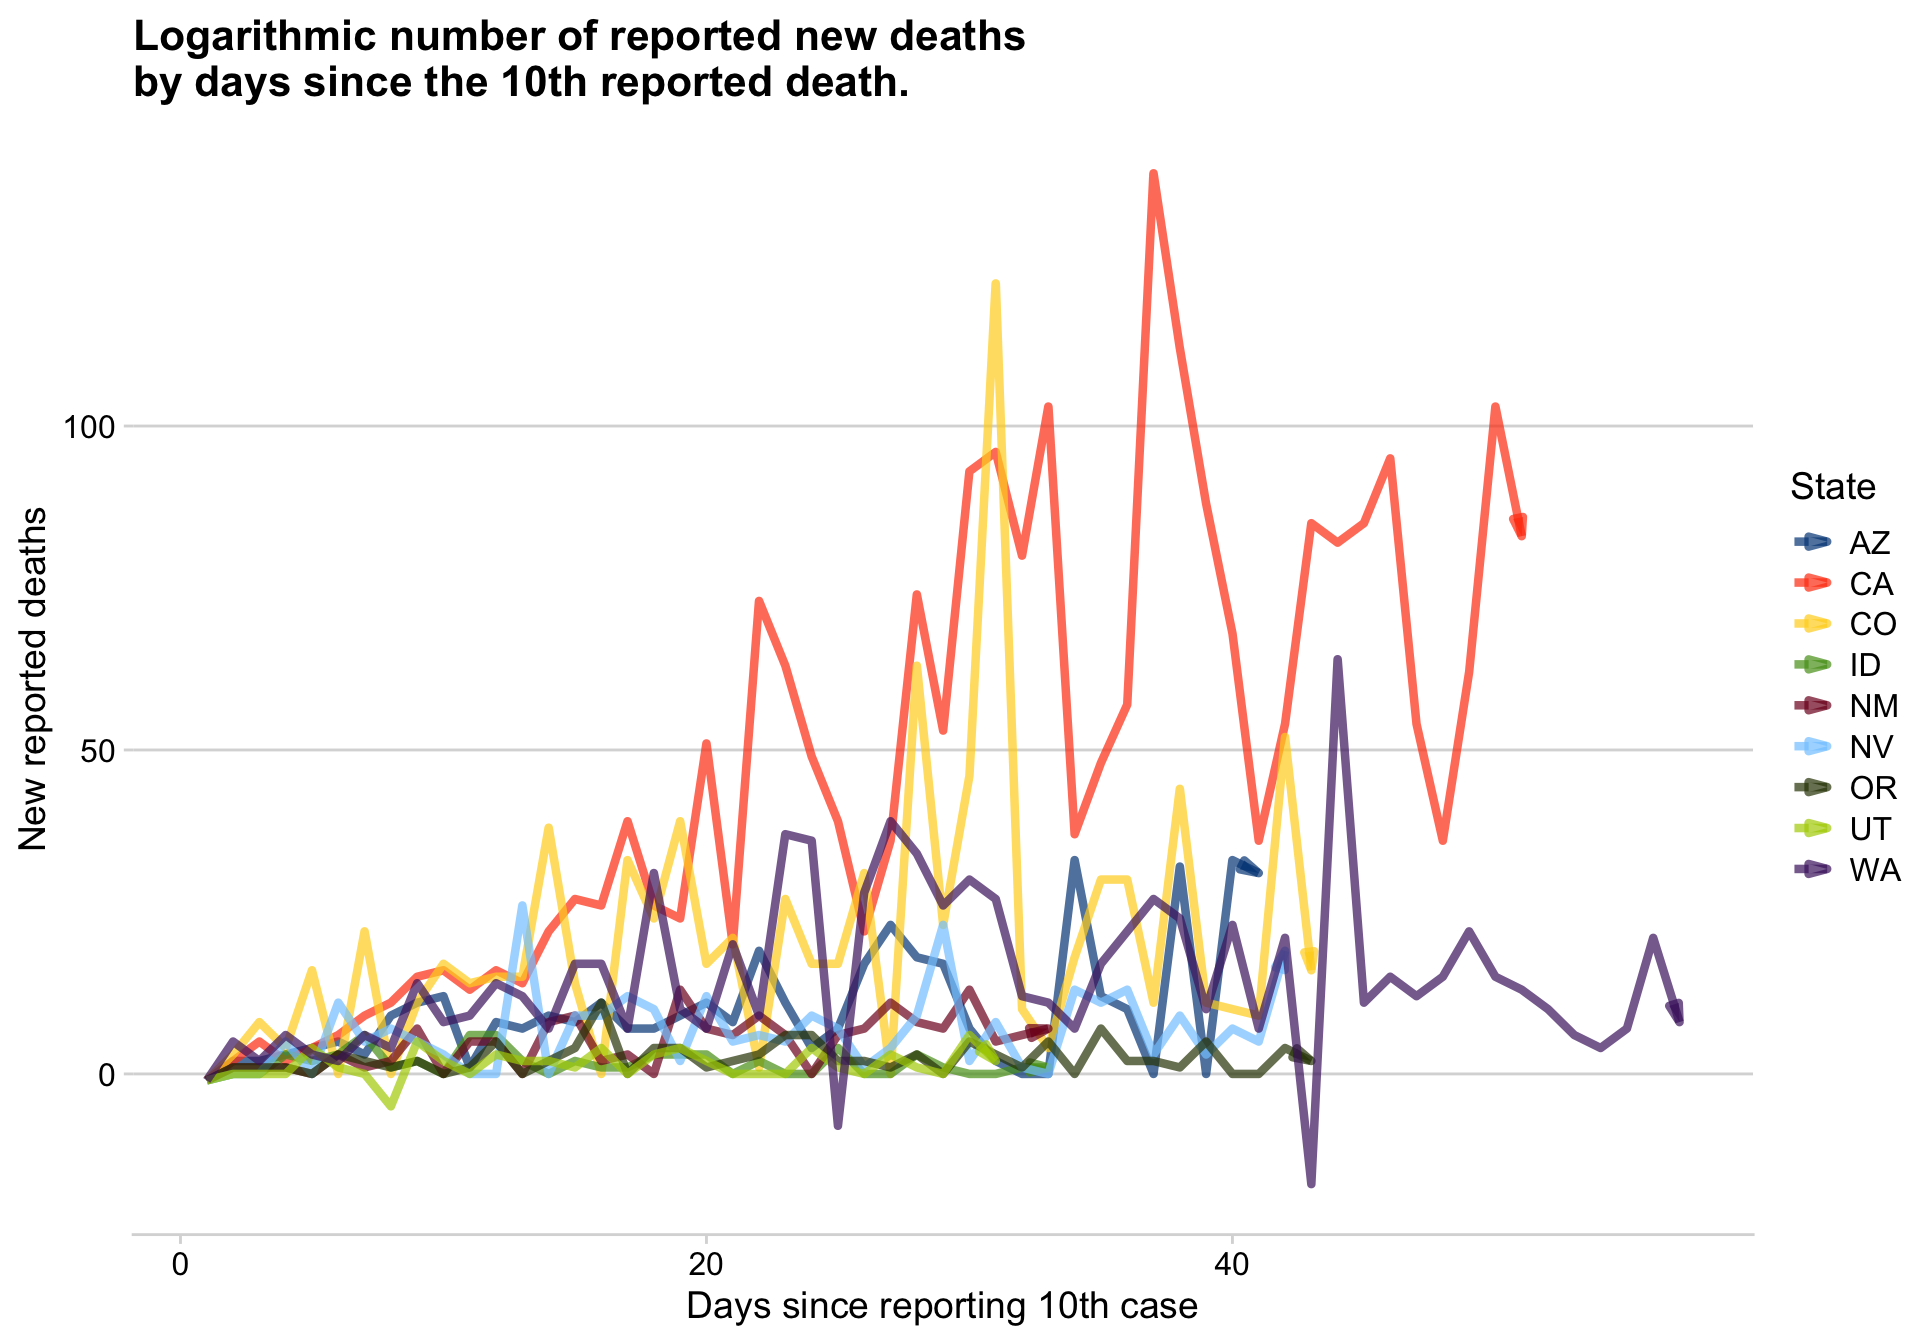 Logarithmic number of reported new deaths
by days since the 10th reported death.
New reported deaths
100
50
0
0
20
40
Days since reporting 10th case
State
AZ
CA
CO
ID
NM
NV
OR
UT
WA